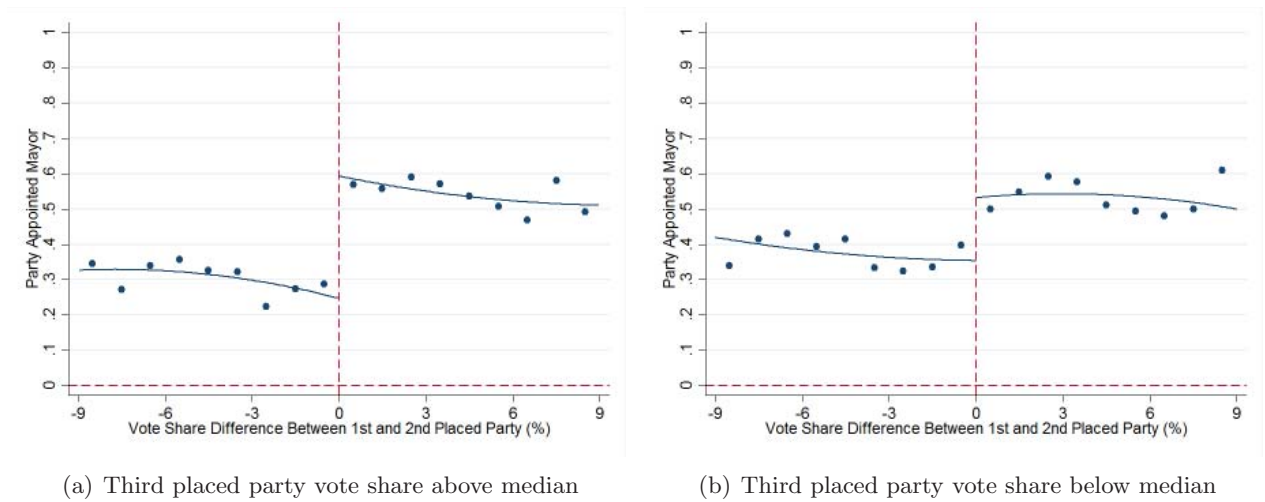 1
.9
.8
.7
.6
.5
.4
.3
.2
.1
0
Party Appointed Mayor
-9 -6 -3 0 3 6 9
Vote Share Difference Between 1st and 2nd Placed Party (%)
(a) Third placed party vote share above median
1
.9
.8
.7
.6
.5
.4
.3
.2
.1
0
Party Appointed Mayor
-9 -6 -3 0 3 6 9
Vote Share Difference Between 1st and 2nd Placed Party (%)
(b) Third placed party vote share below median